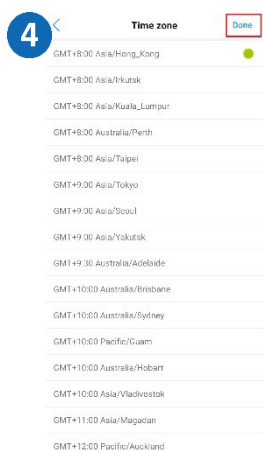 4
Time zone
Done
GMT+8:00 Asia/Hong_Kong
GMT+8:00 Asia/Irkutsk
GMT+8:00 Asia/Kuala_Lumpur
GMT+8:00 Australia/Perth
GMT+8:00 Asia/Taipei
GMT+9:00 Asia/Tokyo
GMT+9:00 Asia/Seoul
GMT+9:00 Asia/Yakutsk
GMT+9:30 Australia/Adelaide
GMT+10:00 Australia/Brisbane
GMT+10:00 Australia/Sydney
GMT+10:00 Pacific/Guam
GMT+10:00 Australia/Hobart
GMT+10:00 Asia/Vladivostok
GMT+11:00 Asia/Magadan
GMT+12:00 Pacific/Auckland